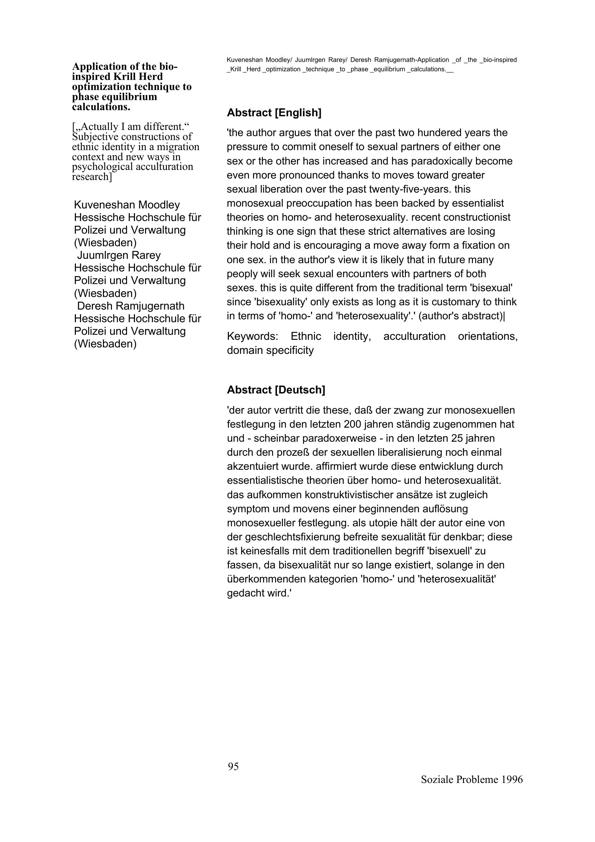 Application of the bio-
inspired Krill Herd
optimization technique to
phase equilibrium
calculations.
[„Actually I am different.“
Subjective constructions of
ethnic identity in a migration
context and new ways in
psychological acculturation
research]
Kuveneshan Moodley
Hessische Hochschule für
Polizei und Verwaltung
(Wiesbaden)
JuumIrgen Rarey
Hessische Hochschule für
Polizei und Verwaltung
(Wiesbaden)
Deresh Ramjugernath
Hessische Hochschule für
Polizei und Verwaltung
(Wiesbaden)
Kuveneshan Moodley/ JuumIrgen Rarey/ Deresh Ramjugernath-Application _of _the _bio-inspired
_Krill _Herd _optimization _technique _to _phase _equilibrium _calculations.__
Abstract [English]
'the author argues that over the past two hundered years the
pressure to commit oneself to sexual partners of either one
sex or the other has increased and has paradoxically become
even more pronounced thanks to moves toward greater
sexual liberation over the past twenty-five-years. this
monosexual preoccupation has been backed by essentialist
theories on homo- and heterosexuality. recent constructionist
thinking is one sign that these strict alternatives are losing
their hold and is encouraging a move away form a fixation on
one sex. in the author's view it is likely that in future many
peoply will seek sexual encounters with partners of both
sexes. this is quite different from the traditional term 'bisexual'
since 'bisexuality' only exists as long as it is customary to think
in terms of 'homo-' and 'heterosexuality'.' (author's abstract)|
Keywords: Ethnic identity, acculturation orientations,
domain specificity
Abstract [Deutsch]
'der autor vertritt die these, daß der zwang zur monosexuellen
festlegung in den letzten 200 jahren ständig zugenommen hat
und - scheinbar paradoxerweise - in den letzten 25 jahren
durch den prozeß der sexuellen liberalisierung noch einmal
akzentuiert wurde. affirmiert wurde diese entwicklung durch
essentialistische theorien über homo- und heterosexualität.
das aufkommen konstruktivistischer ansätze ist zugleich
symptom und movens einer beginnenden auflösung
monosexueller festlegung. als utopie hält der autor eine von
der geschlechtsfixierung befreite sexualität für denkbar; diese
ist keinesfalls mit dem traditionellen begriff 'bisexuell' zu
fassen, da bisexualität nur so lange existiert, solange in den
überkommenden kategorien 'homo-' und 'heterosexualität'
gedacht wird.'
95
Soziale Probleme 1996